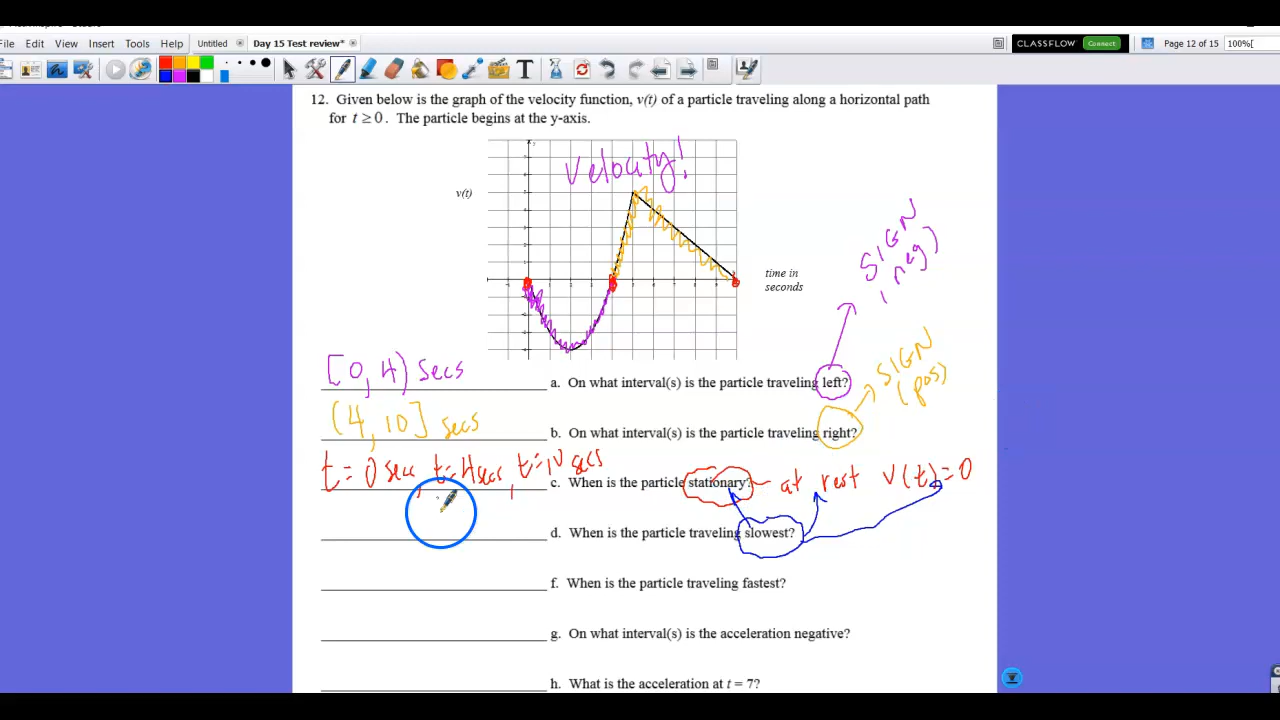 File Edit View Insert Tools Help Untitled Day 15 Test review* CLASSFLOW Connect Page 12 of 15 100%[
12. Given below is the graph of the velocity function, v(t) of a particle traveling along a horizontal path
for t ≥ 0. The particle begins at the y-axis.
velocity!
v(t)
time in
seconds
SIGN
(neg)
[0, 4) secs
a. On what interval(s) is the particle traveling left?
SIGN
(pos)
(4, 10] secs
b. On what interval(s) is the particle traveling right?
t = 0 sec, t=4secs, t=10 secs
c. When is the particle stationary? at rest v(t)=0
d. When is the particle traveling slowest?
f. When is the particle traveling fastest?
g. On what interval(s) is the acceleration negative?
h. What is the acceleration at t = 7?